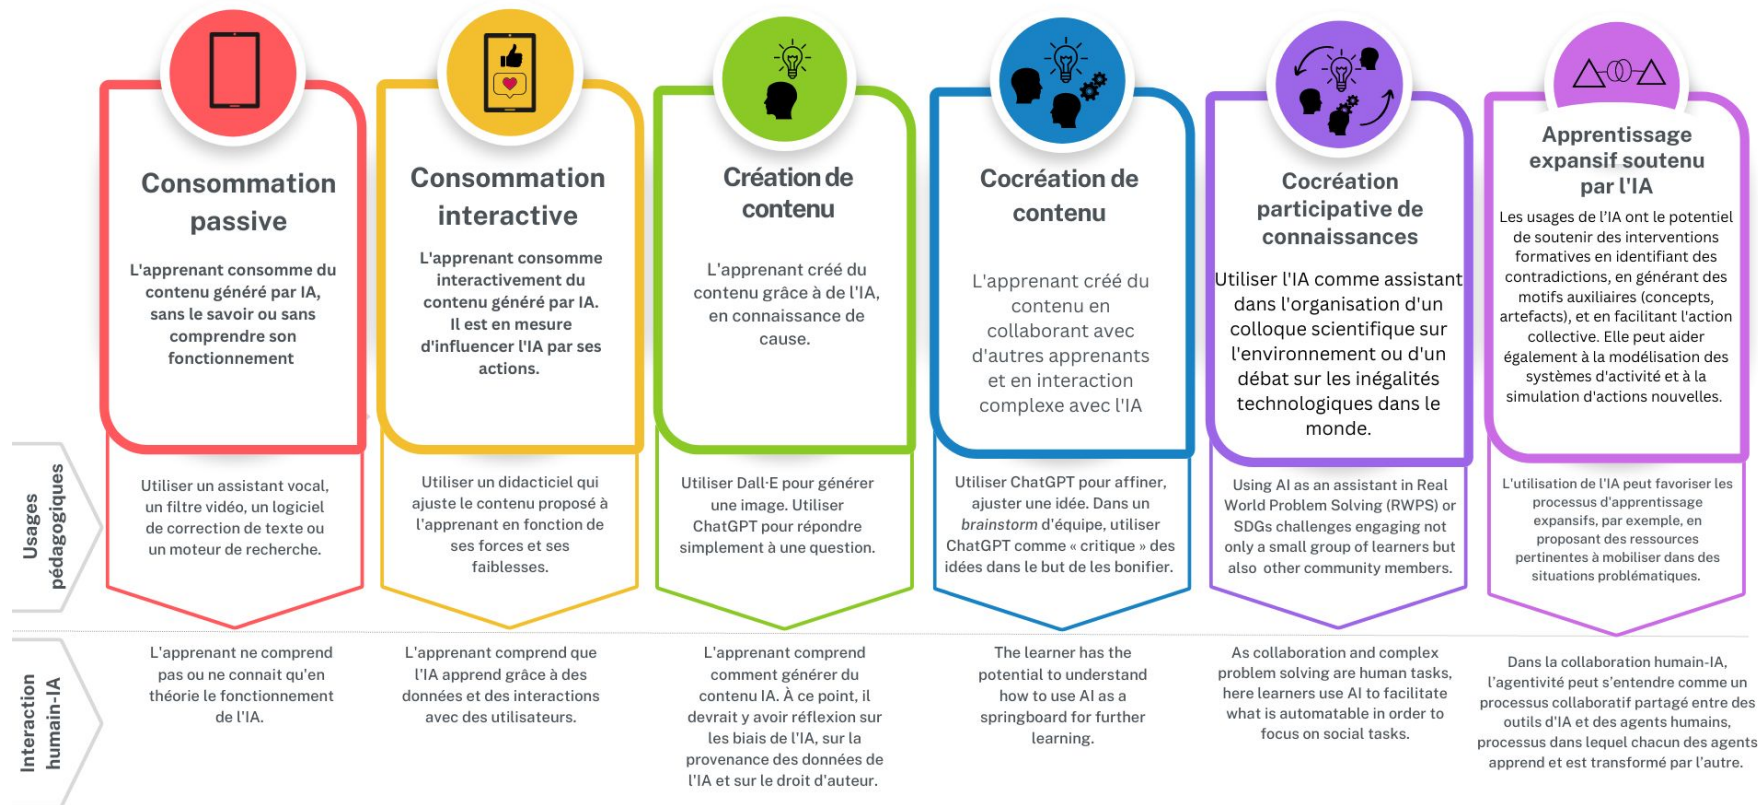 Consommation
passive
L'apprenant consomme du
contenu généré par IA,
sans le savoir ou sans
comprendre son
fonctionnement
Consommation
interactive
L'apprenant consomme
interactivement du
contenu généré par IA.
Il est en mesure
d'influencer l'IA par ses
actions.
Création de
contenu
L'apprenant créé du
contenu grâce à de l'IA,
en connaissance de
cause.
Cocréation de
contenu
L'apprenant créé du
contenu en
collaborant avec
d'autres apprenants
et en interaction
complexe avec l'IA
Cocréation
participative de
connaissances
Utiliser l'IA comme assistant
dans l'organisation d'un
colloque scientifique sur
l'environnement ou d'un
débat sur les inégalités
technologiques dans le
monde.
Apprentissage
expansif soutenu
par l'IA
Les usages de l’IA ont le potentiel
de soutenir des interventions
formatives en identifiant des
contradictions, en générant des
motifs auxiliaires (concepts,
artefacts), et en facilitant l'action
collective. Elle peut aider
également à la modélisation des
systèmes d'activité et à la
simulation d'actions nouvelles.
Usages
pédagogiques
Utiliser un assistant vocal,
un filtre vidéo, un logiciel
de correction de texte ou
un moteur de recherche.
Utiliser un didacticiel qui
ajuste le contenu proposé à
l'apprenant en fonction de
ses forces et ses
faiblesses.
Utiliser Dall·E pour générer
une image. Utiliser
ChatGPT pour répondre
simplement à une question.
Utiliser ChatGPT pour affiner,
ajuster une idée. Dans un
brainstorm d'équipe, utiliser
ChatGPT comme « critique » des
idées dans le but de les bonifier.
Using AI as an assistant in Real
World Problem Solving (RWPS) or
SDGs challenges engaging not
only a small group of learners but
also other community members.
L'utilisation de l'IA peut favoriser les
processus d'apprentissage
expansifs, par exemple, en
proposant des ressources
pertinentes à mobiliser dans des
situations problématiques.
Interaction
humain-IA
L'apprenant ne comprend
pas ou ne connait qu'en
théorie le fonctionnement
de l'IA.
L'apprenant comprend que
l'IA apprend grâce à des
données et des interactions
avec des utilisateurs.
L'apprenant comprend
comment générer du
contenu IA. À ce point, il
devrait y avoir réflexion sur
les biais de l'IA, sur la
provenance des données de
l'IA et sur le droit d'auteur.
The learner has the
potential to understand
how to use AI as a
springboard for further
learning.
As collaboration and complex
problem solving are human tasks,
here learners use AI to facilitate
what is automatable in order to
focus on social tasks.
Dans la collaboration humain-IA,
l’agentivité peut s’entendre comme un
processus collaboratif partagé entre des
outils d’IA et des agents humains,
processus dans lequel chacun des agents
apprend et est transformé par l’autre.